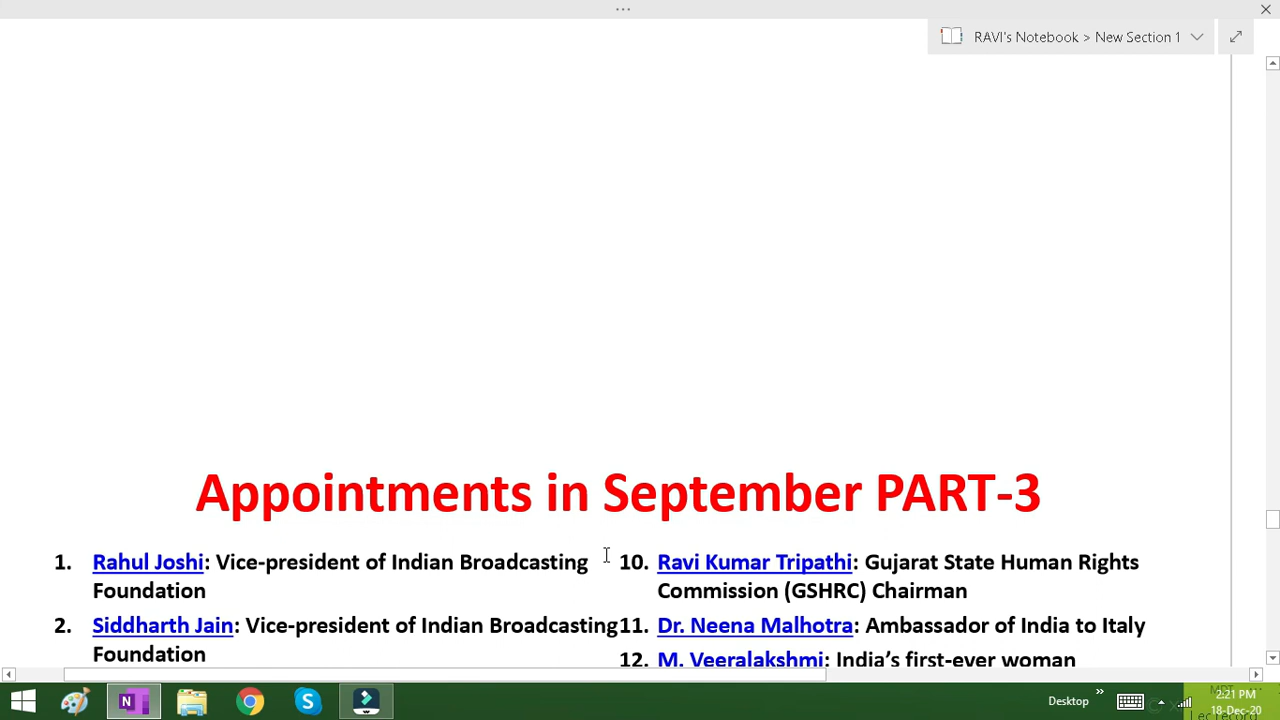 RAVI's Notebook > New Section 1
Appointments in September PART-3
1. Rahul Joshi: Vice-president of Indian Broadcasting
Foundation
2. Siddharth Jain: Vice-president of Indian Broadcasting
Foundation
10. Ravi Kumar Tripathi: Gujarat State Human Rights
Commission (GSHRC) Chairman
11. Dr. Neena Malhotra: Ambassador of India to Italy
12. M. Veeralakshmi: India’s first-ever woman
Desktop
2:21 PM
18-Dec-20